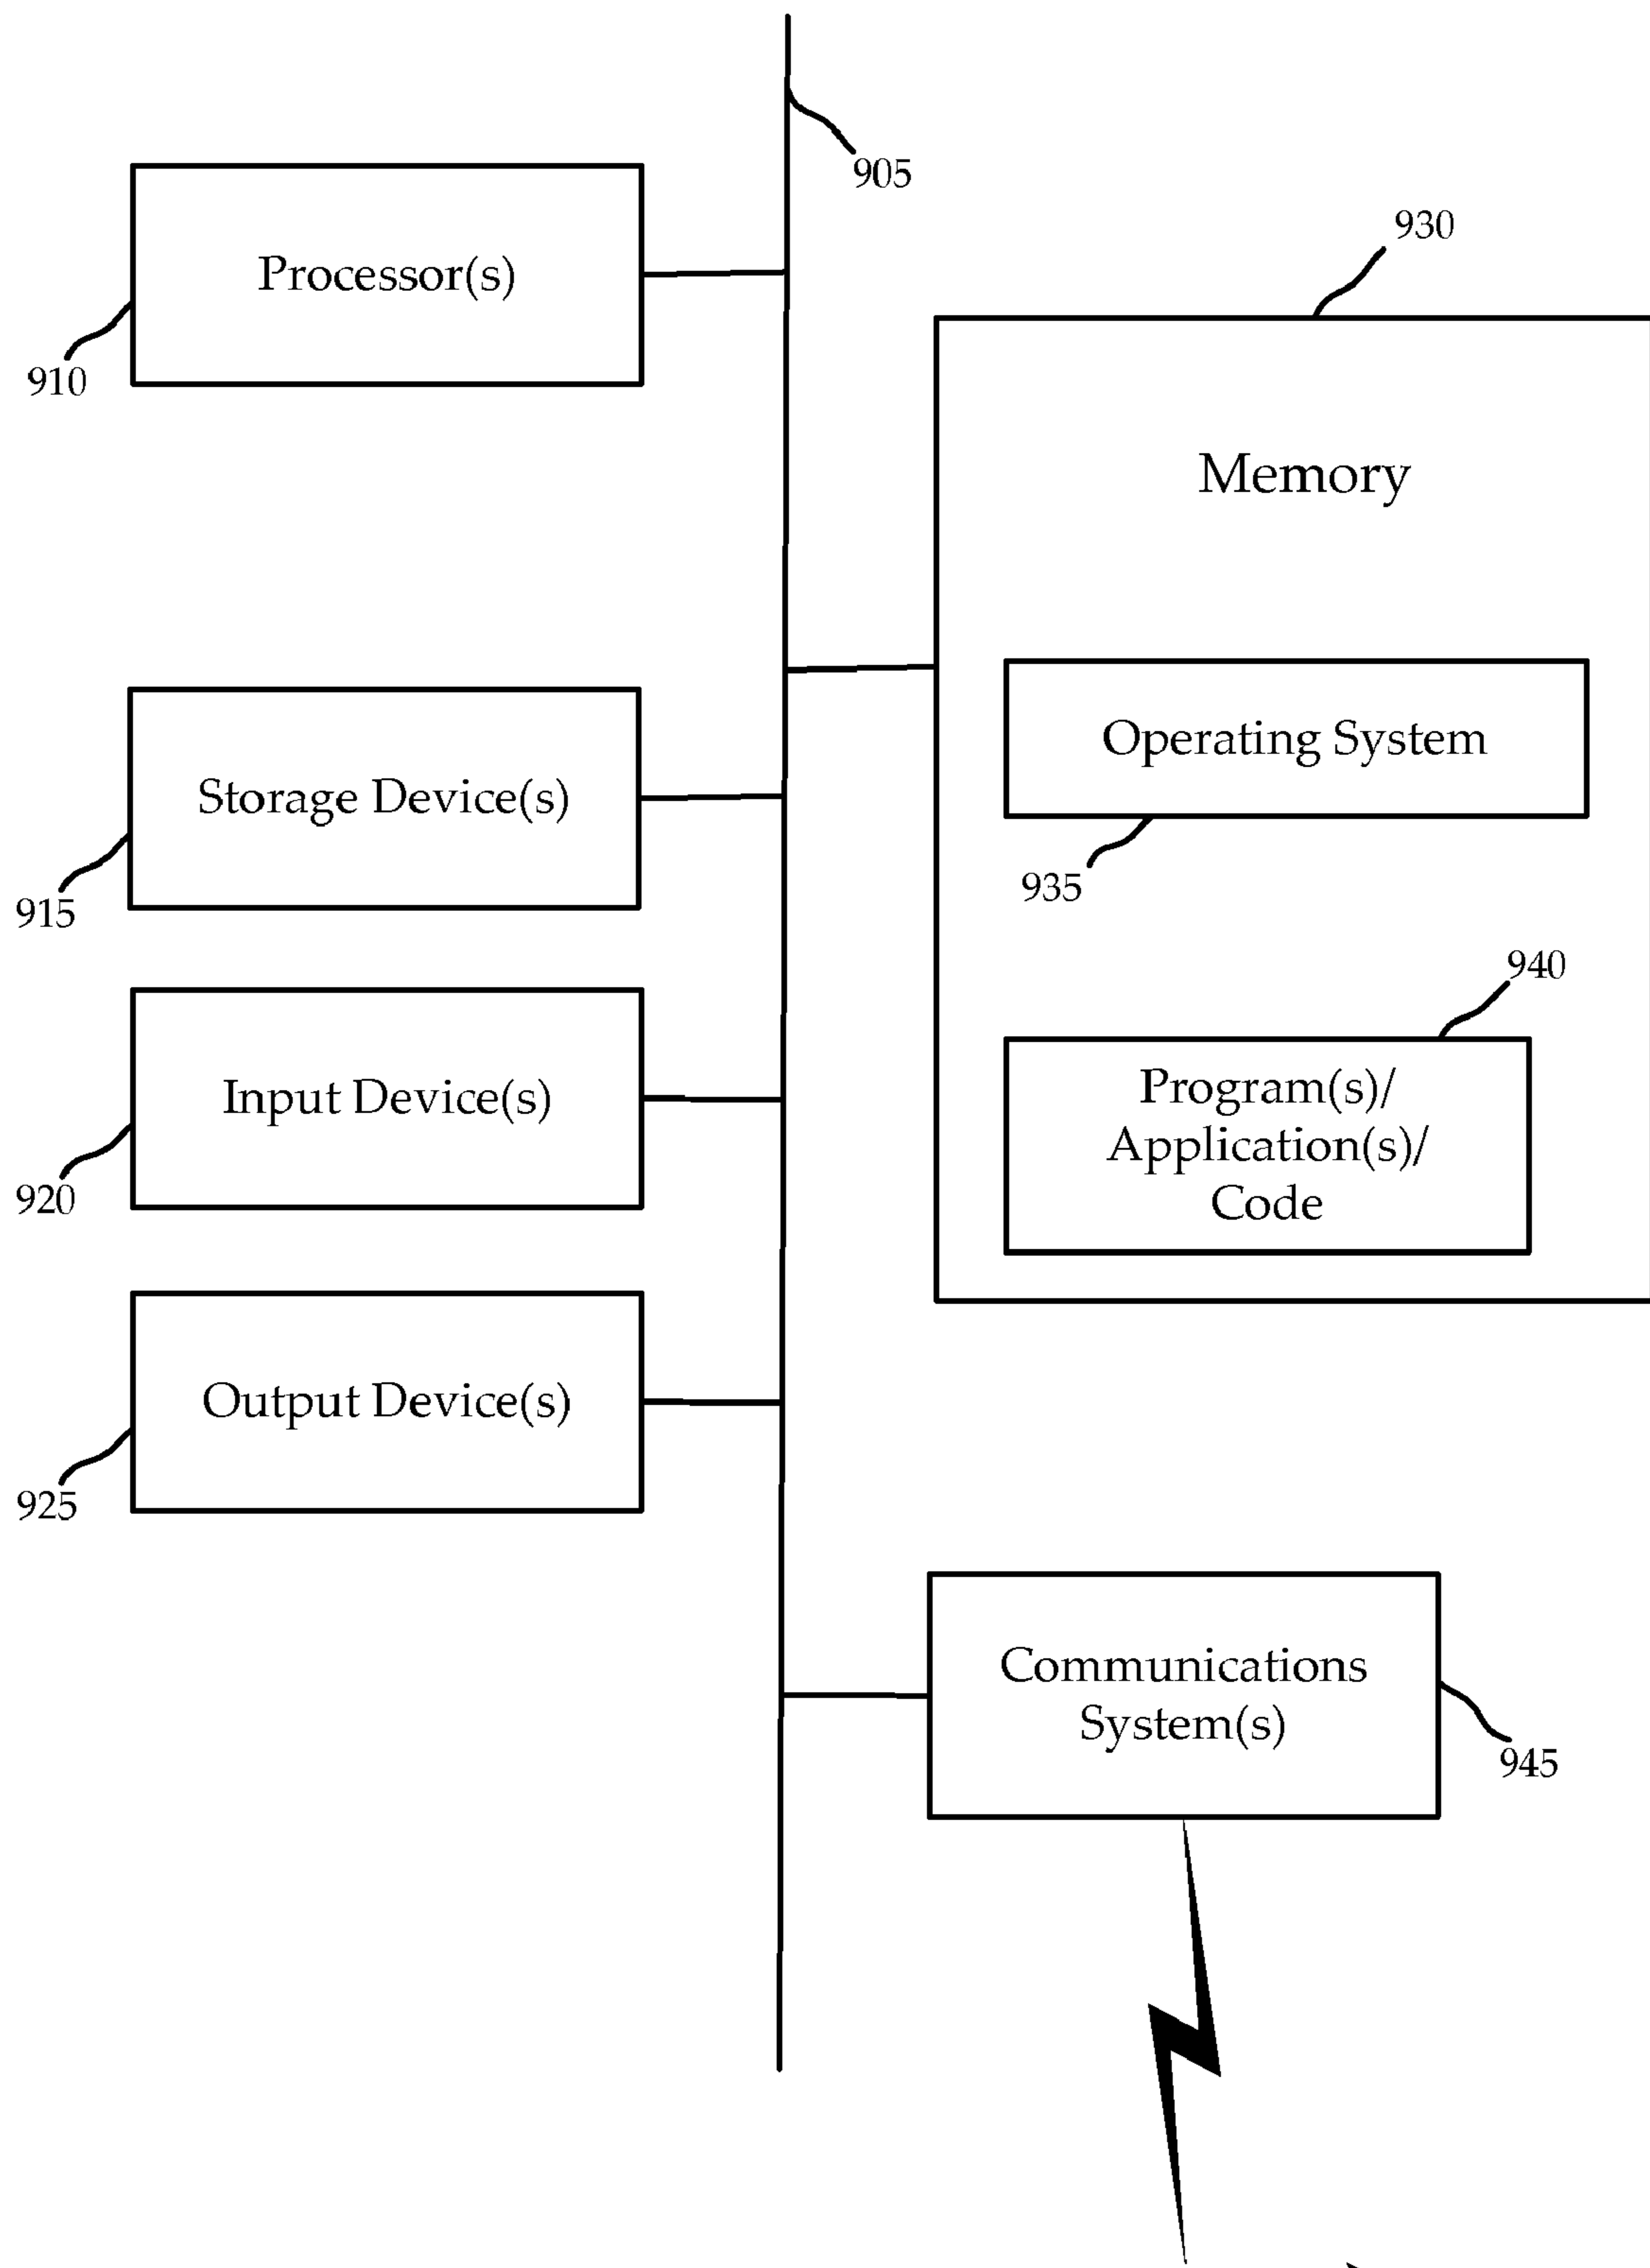 905
930
Processor(s)
910
Memory
Operating System
Storage Device(s)
935
915
940
Program(s)/
Application(s)/
Code
Input Device(s)
920
Output Device(s)
925
Communications
System(s)
945